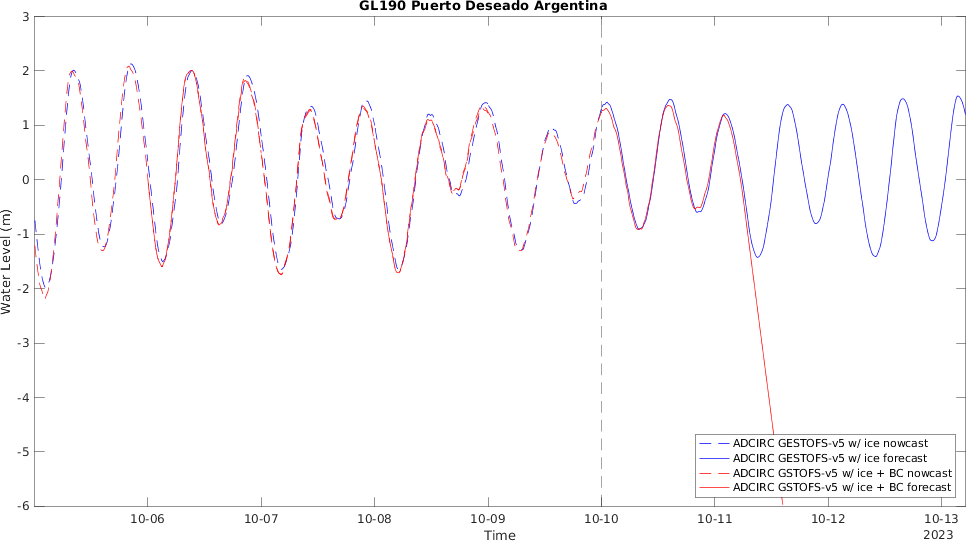 GL190 Puerto Deseado Argentina
3
2
1
0
-1
-2
-3
-4
-5
-6
Water Level (m)
10-06 10-07 10-08 10-09 10-10 10-11 10-12 10-13
Time
2023
ADCIRC GESTOFS-v5 w/ ice nowcast
ADCIRC GESTOFS-v5 w/ ice forecast
ADCIRC GSTOFS-v5 w/ ice + BC nowcast
ADCIRC GSTOFS-v5 w/ ice + BC forecast